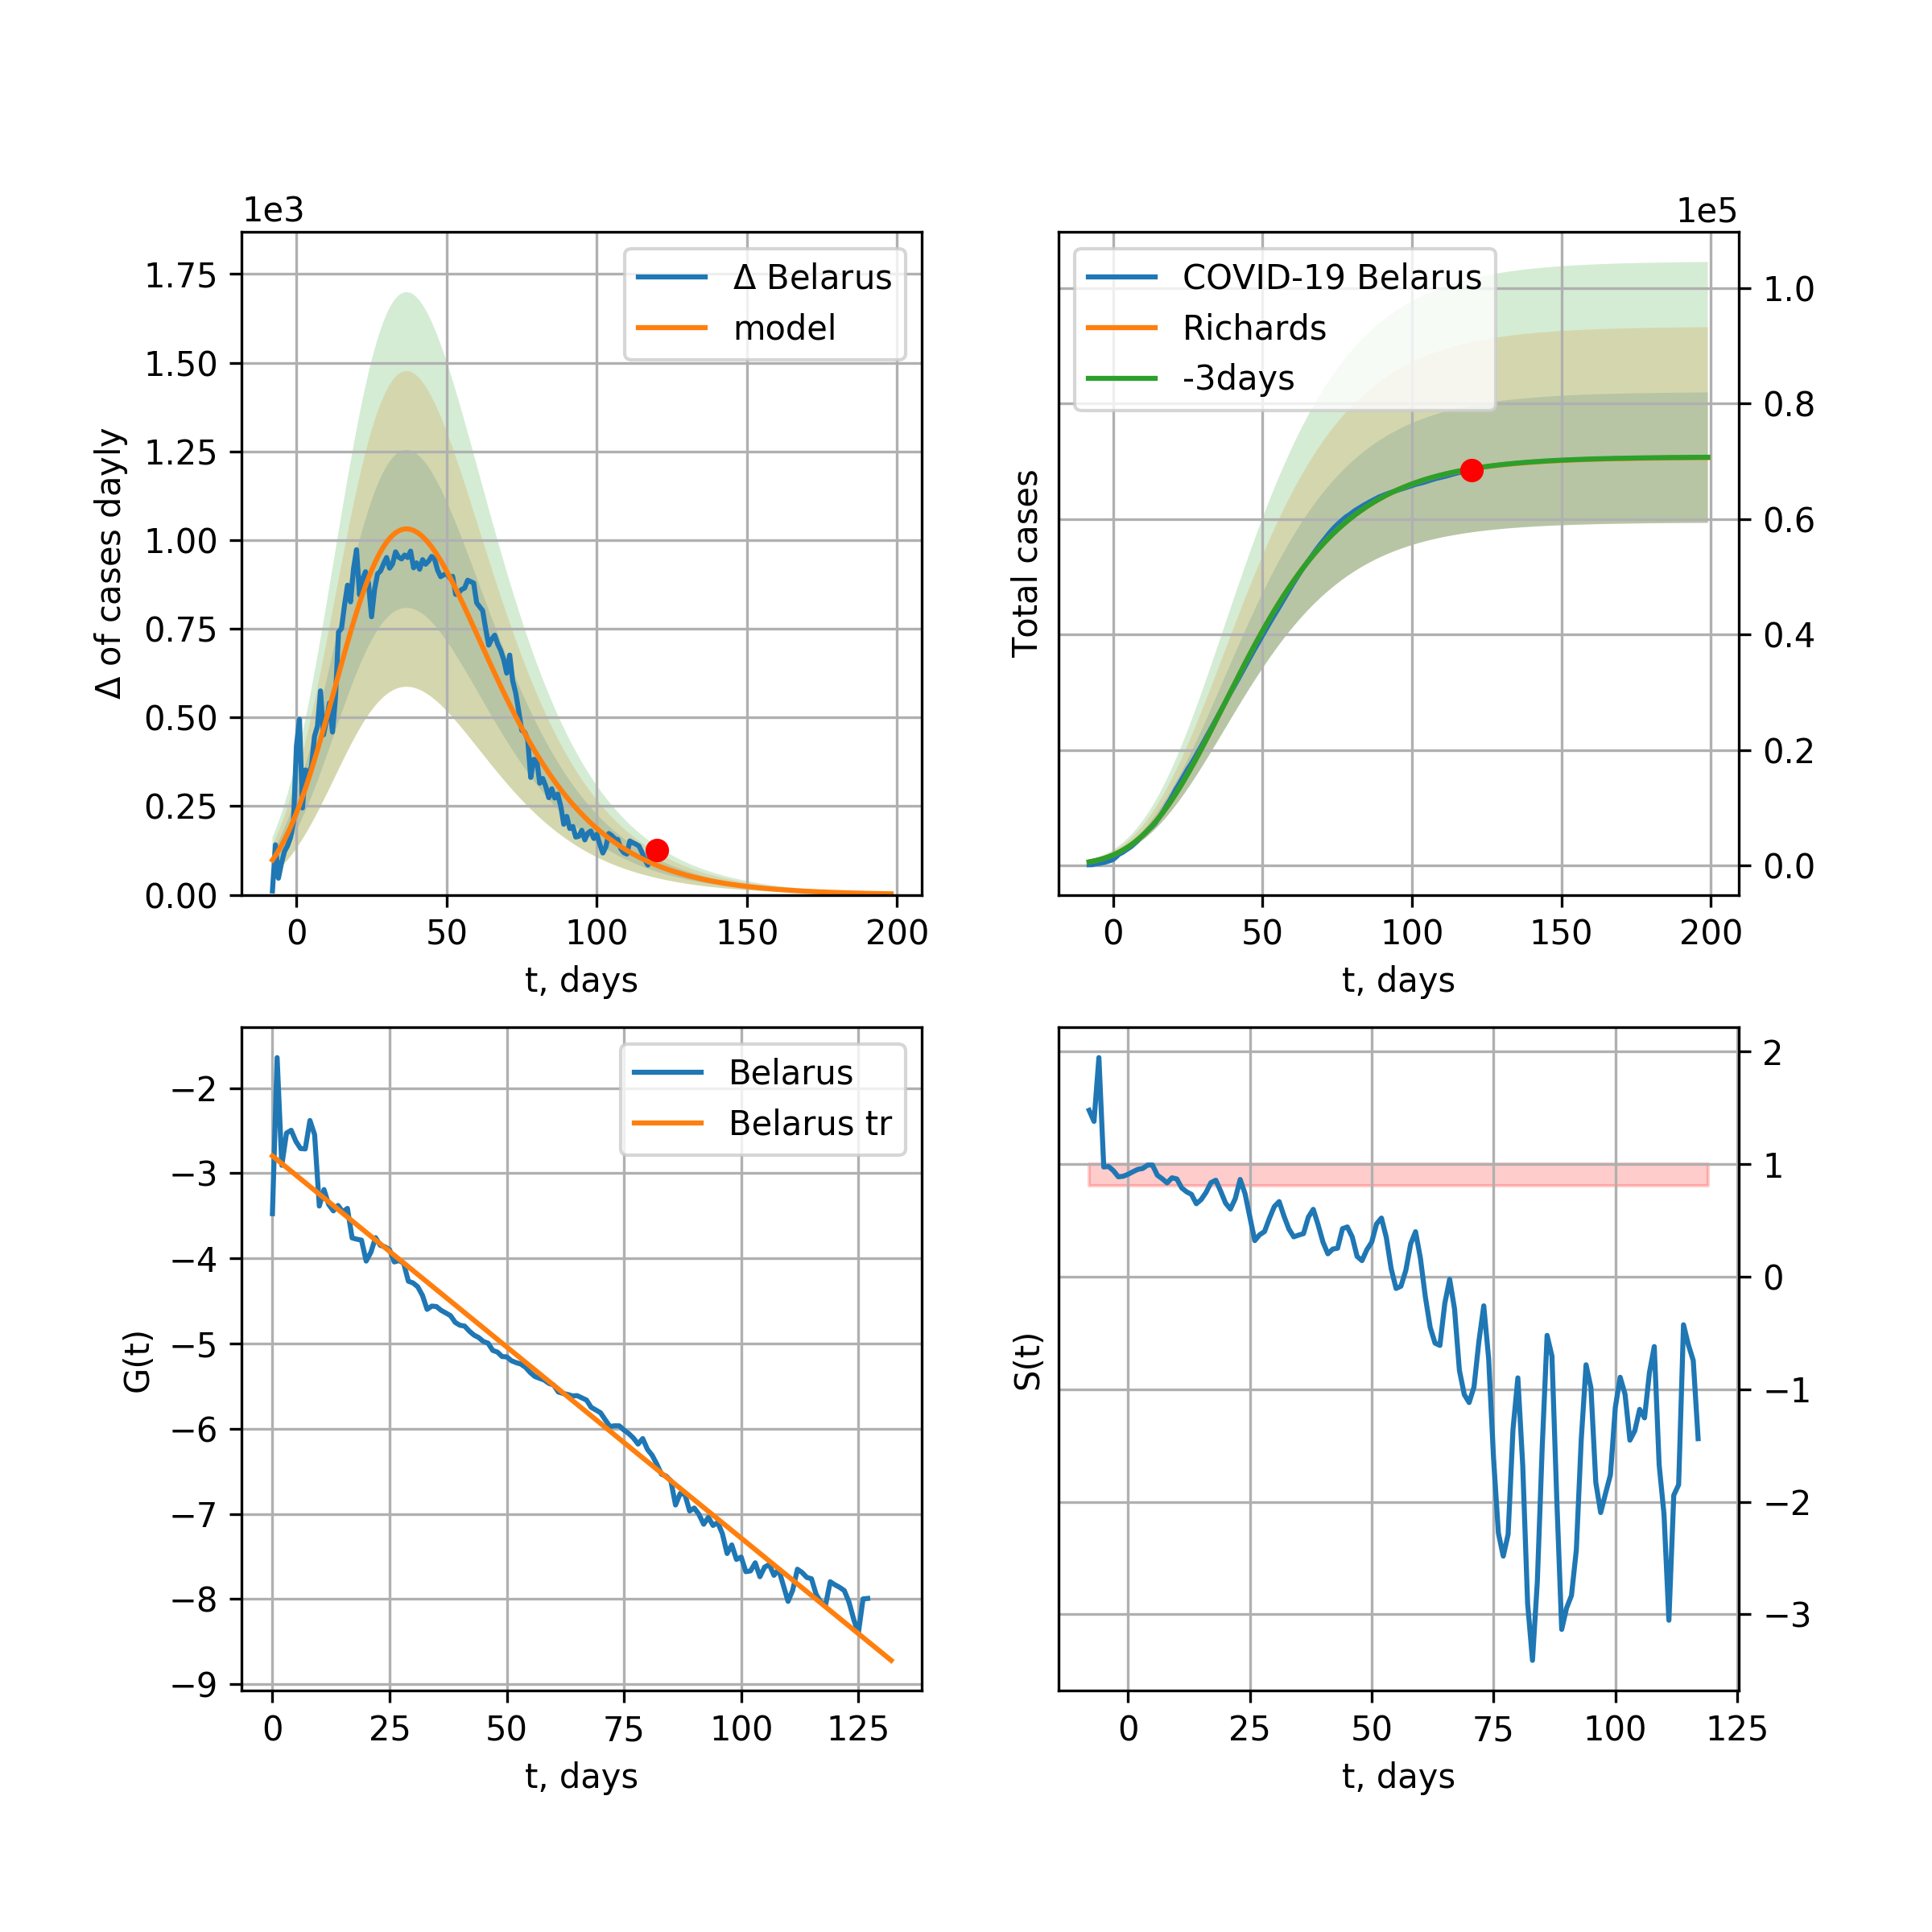 1e3
1.75
1.50
1.25
1.00
0.75
0.50
0.25
0.00
Δ of cases dayly
Δ Belarus
model
0 50 100 150 200
t, days
1e5
COVID-19 Belarus
Richards
-3days
Total cases
1.0
0.8
0.6
0.4
0.2
0.0
0 50 100 150 200
t, days
−2
−3
−4
−5
−6
−7
−8
−9
G(t)
Belarus
Belarus tr
0 25 50 75 100 125
t, days
S(t)
2
1
0
−1
−2
−3
0 25 50 75 100 125
t, days